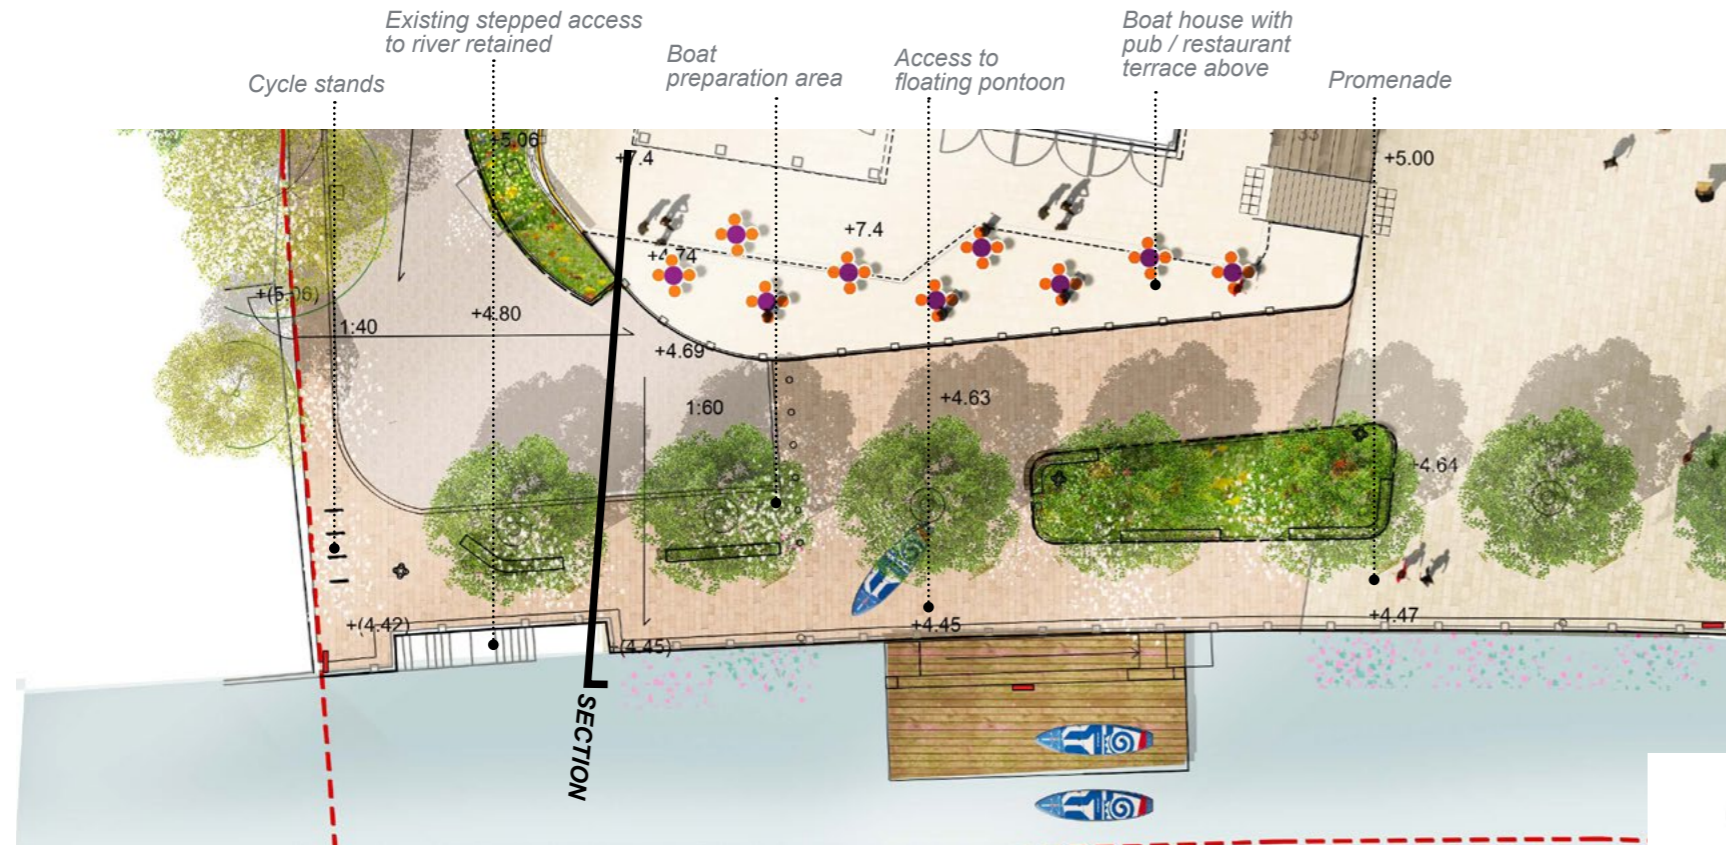 Existing stepped access
to river retained
Cycle stands
Boat
preparation area
Access to
floating pontoon
Boat house with
pub / restaurant
terrace above
Promenade
+5.06
+7.4
+5.00
+7.4
+4.74
+(5.06)
1:40
+4.80
+4.69
1:60
+4.63
+4.64
+(4.42)
+(4.45)
+4.45
+4.47
SECTION